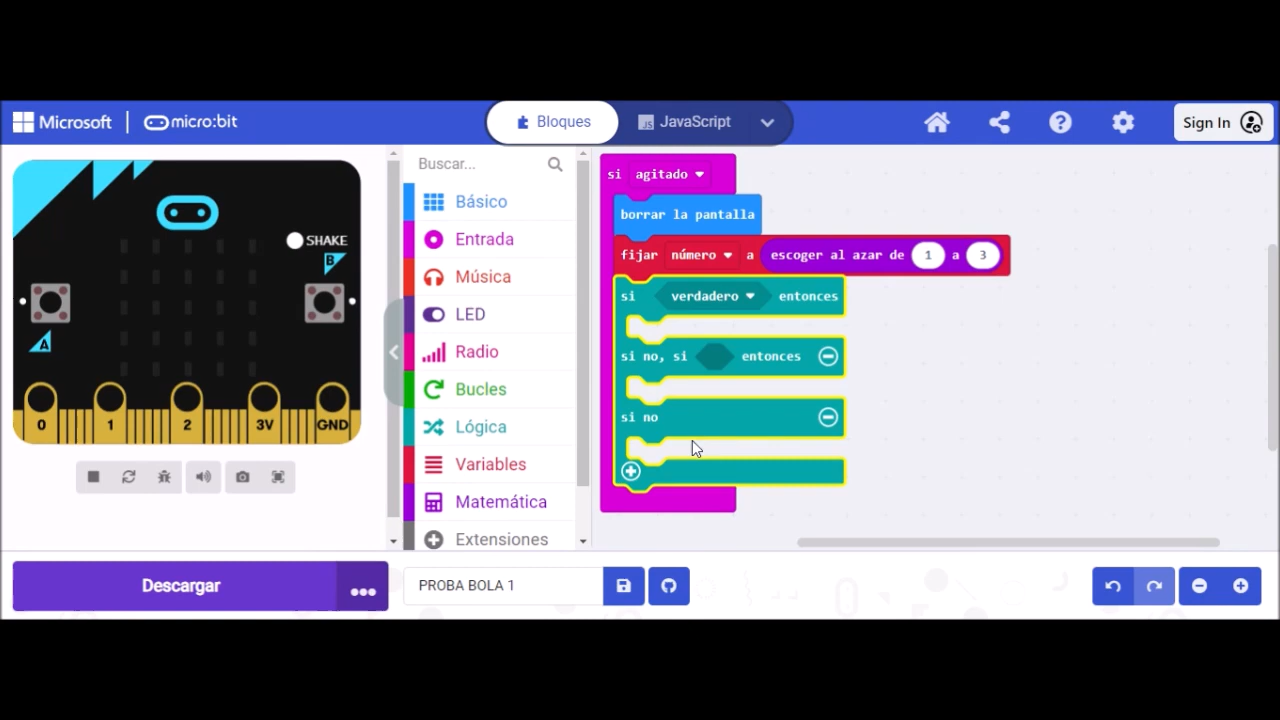 Microsoft | micro:bit
Bloques
JavaScript
Sign In
SHAKE
B
A
0 1 2 3V GND
Buscar...
Básico
Entrada
Música
LED
Radio
Bucles
Lógica
Variables
Matemática
Extensiones
si agitado
borrar la pantalla
fijar número a escoger al azar de 1 a 3
si verdadero entonces
si no, si entonces
si no
Descargar
PROBA BOLA 1